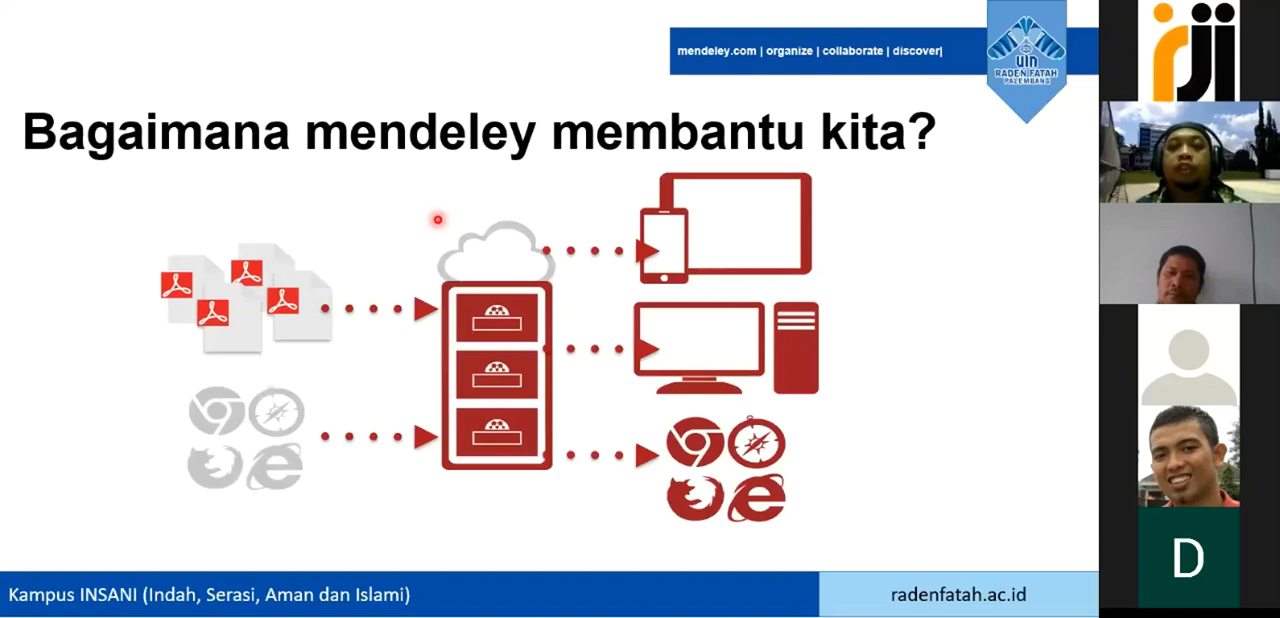 mendeley.com | organize | collaborate | discover|
uin
RADEN FATAH
PALEMBANG
rji
Bagaimana mendeley membantu kita?
D
Kampus INSANI (Indah, Serasi, Aman dan Islami)
radenfatah.ac.id